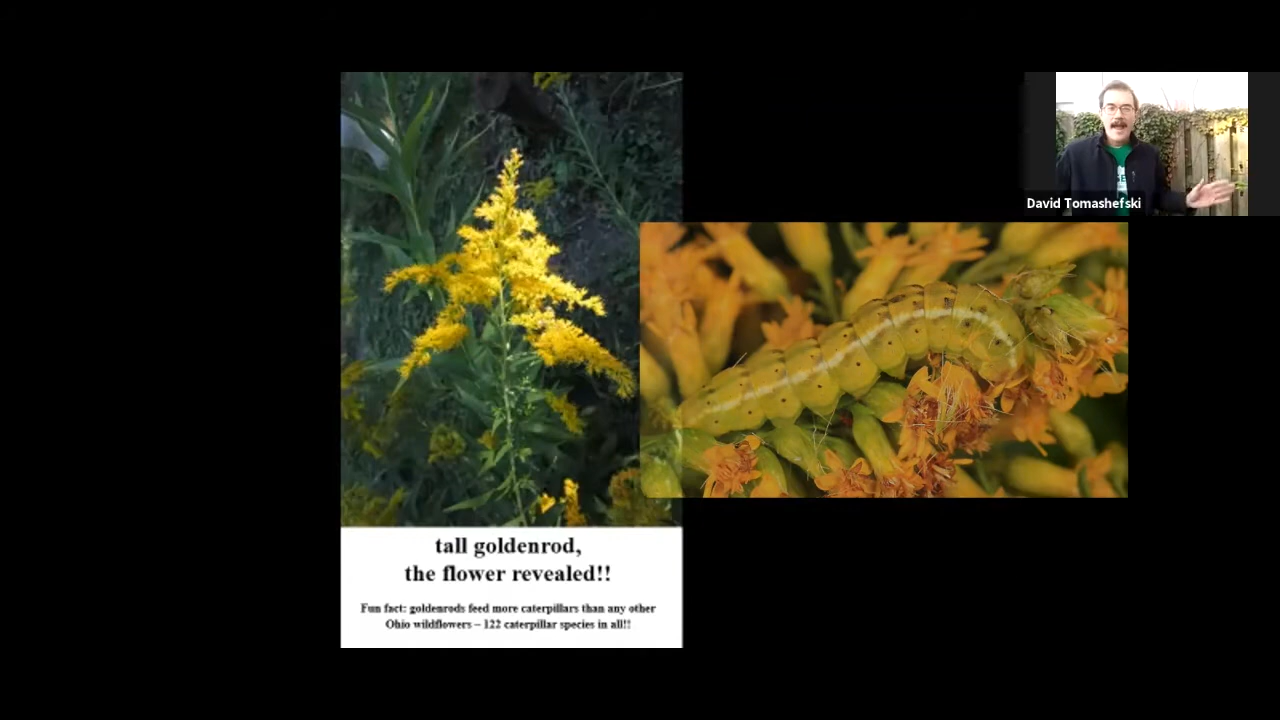 David Tomashefski
tall goldenrod,
the flower revealed!!
Fun fact: goldenrods feed more caterpillars than any other
Ohio wildflowers – 122 caterpillar species in all!!